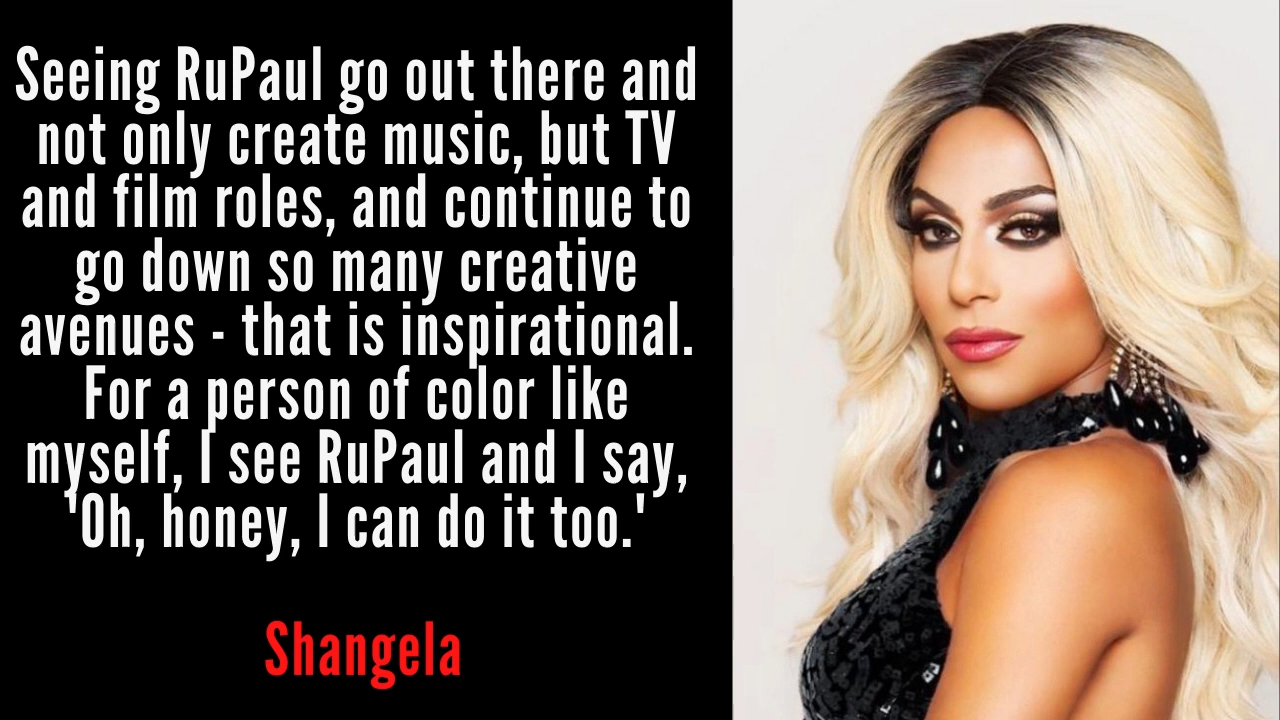 Seeing RuPaul go out there and
not only create music, but TV
and film roles, and continue to
go down so many creative
avenues - that is inspirational.
For a person of color like
myself, I see RuPaul and I say,
'Oh, honey, I can do it too.'
Shangela